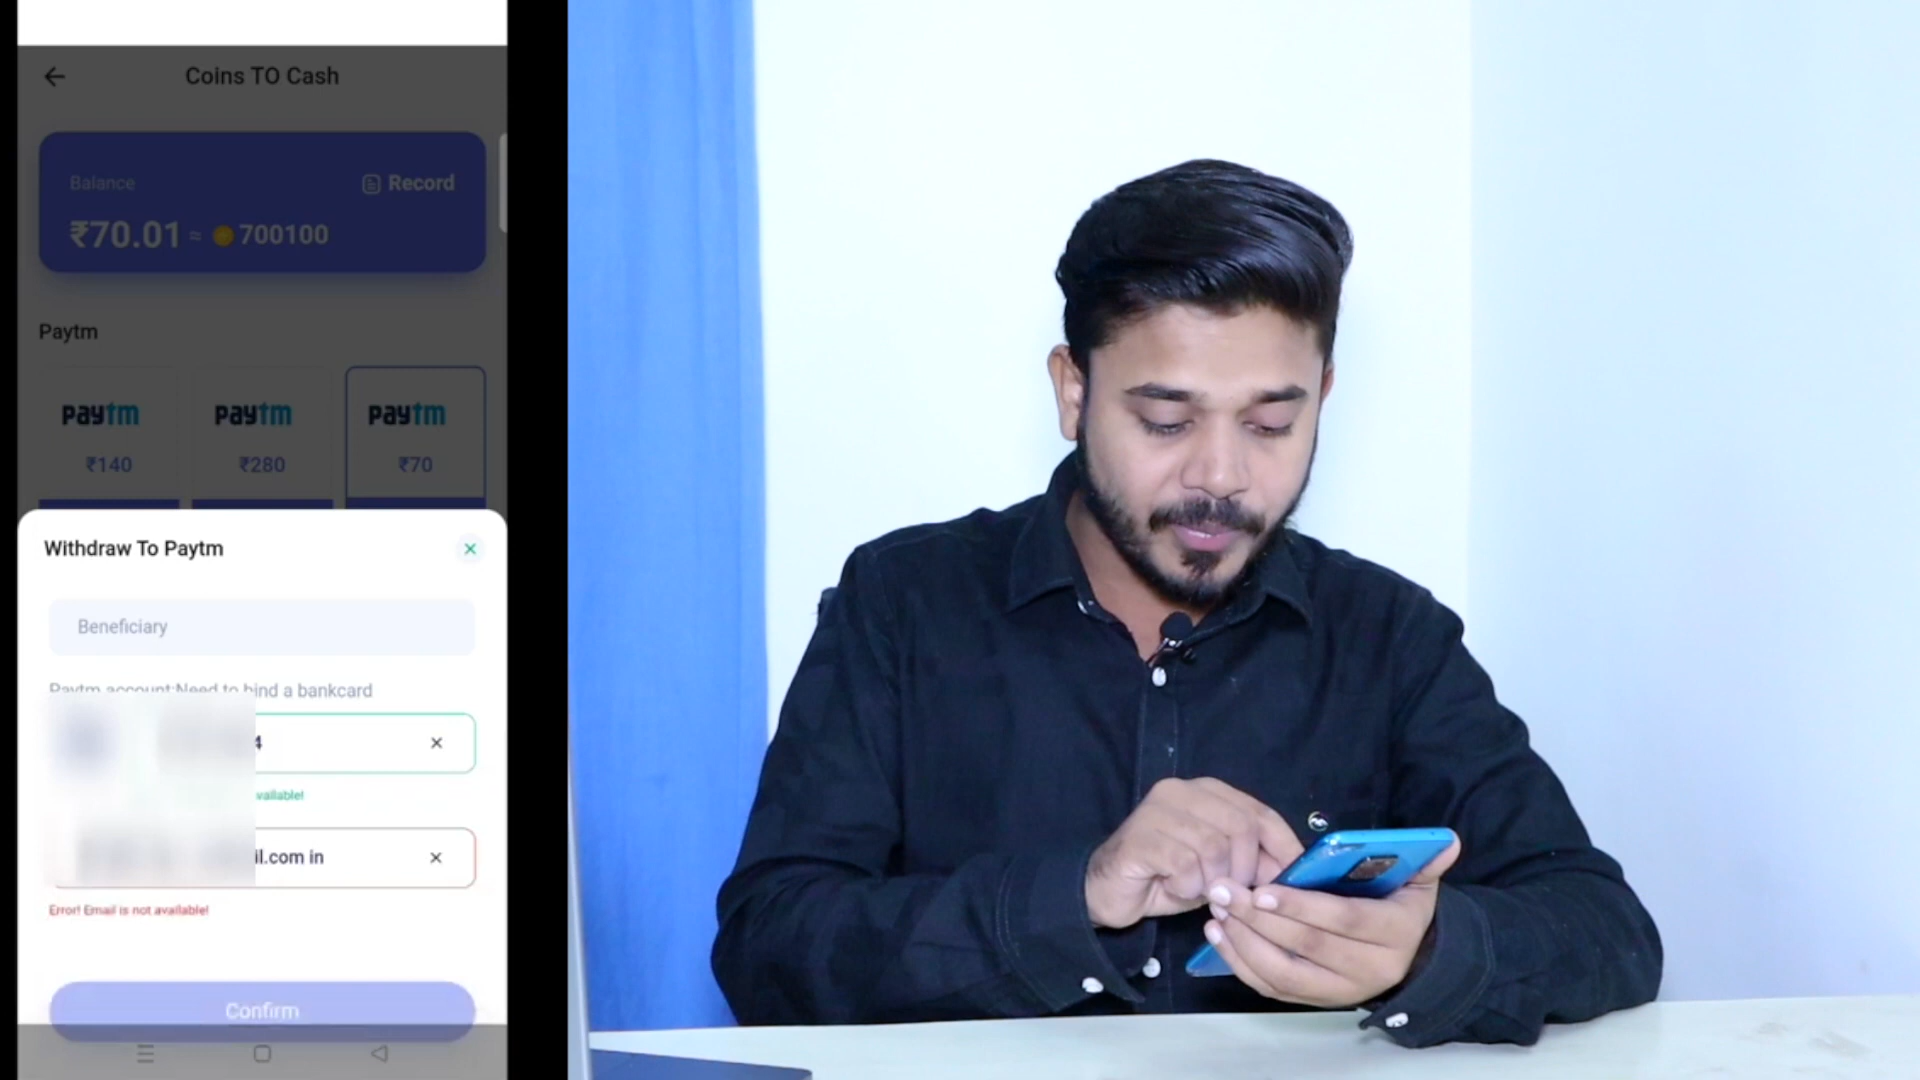 Coins TO Cash
Balance
Record
₹70.01 ≈ 700100
Paytm
paytm paytm paytm
₹140 ₹280 ₹70
Withdraw To Paytm
Beneficiary
Paytm account:Need to bind a bankcard
4
vailable!
il.com in
Error! Email is not available!
Confirm